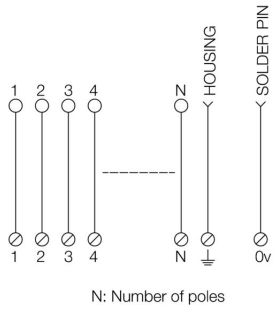 HOUSING
SOLDER PIN
1 2 3 4 N
1 2 3 4 N 0v
N: Number of poles